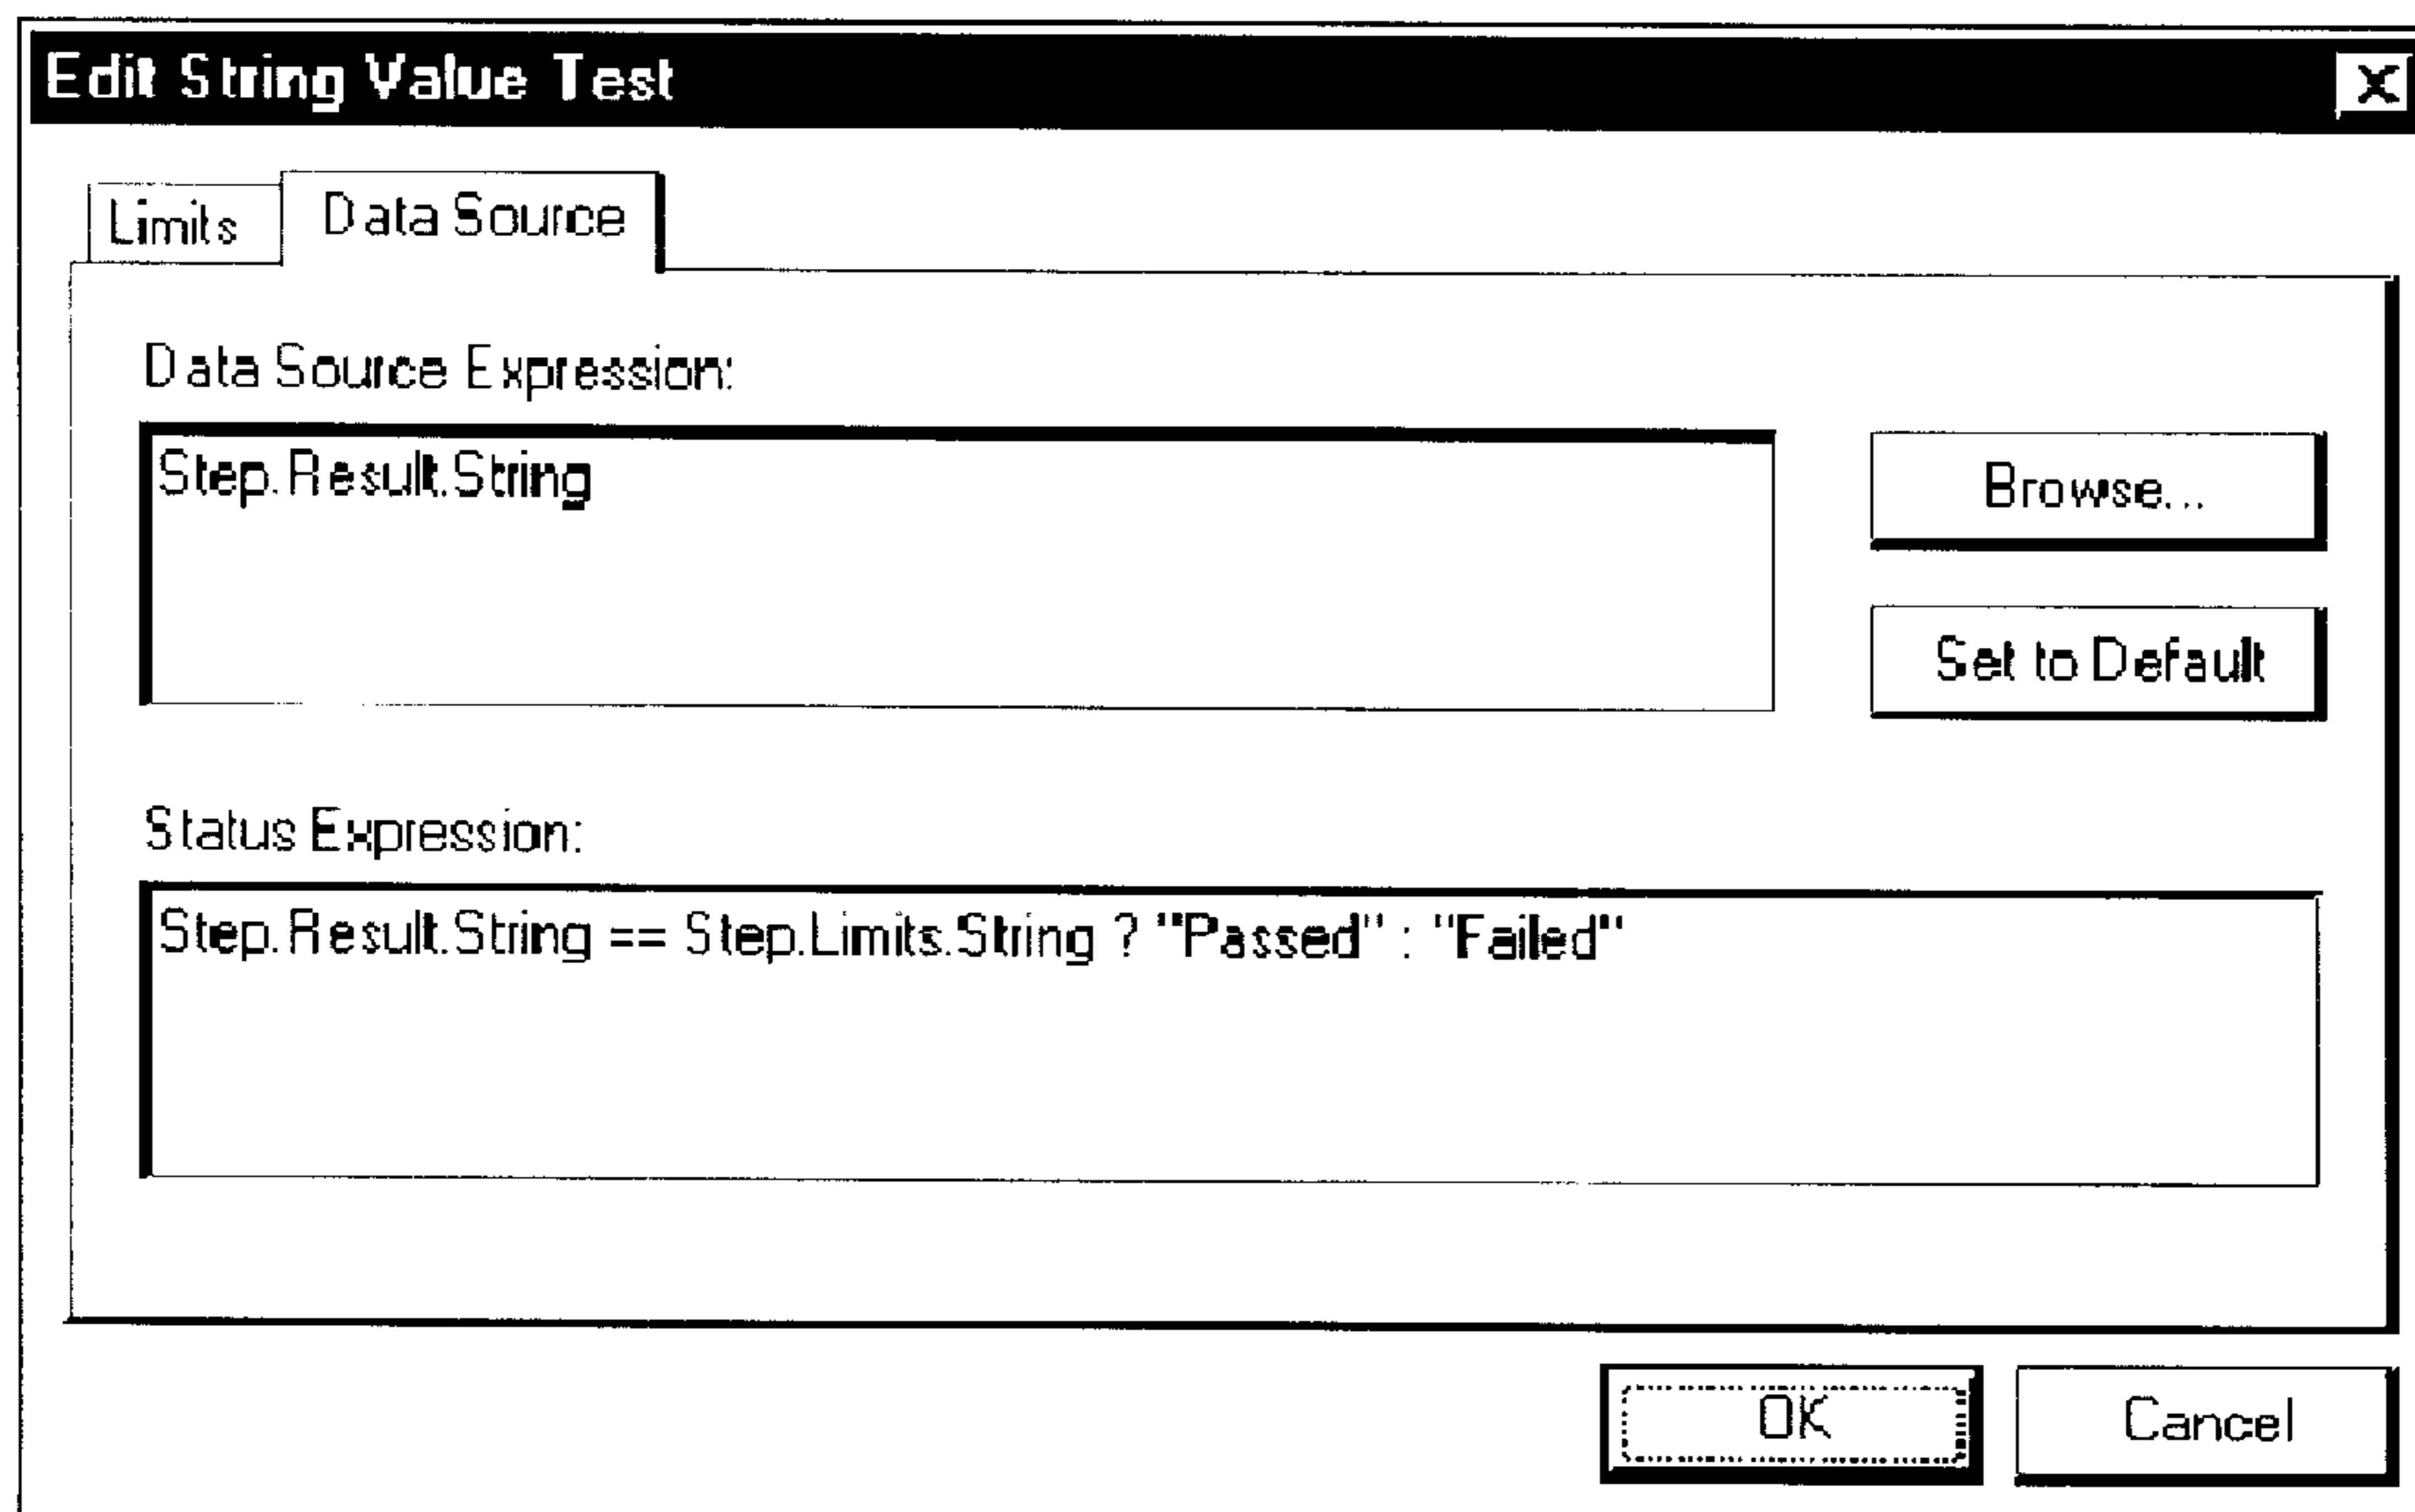 Edit String Value Test X
Limits
Data Source
Data Source Expression:
Step.Result.String
Browse...
Set to Default
Status Expression:
Step.Result.String == Step.Limits.String ? "Passed" : "Failed"
OK
Cancel